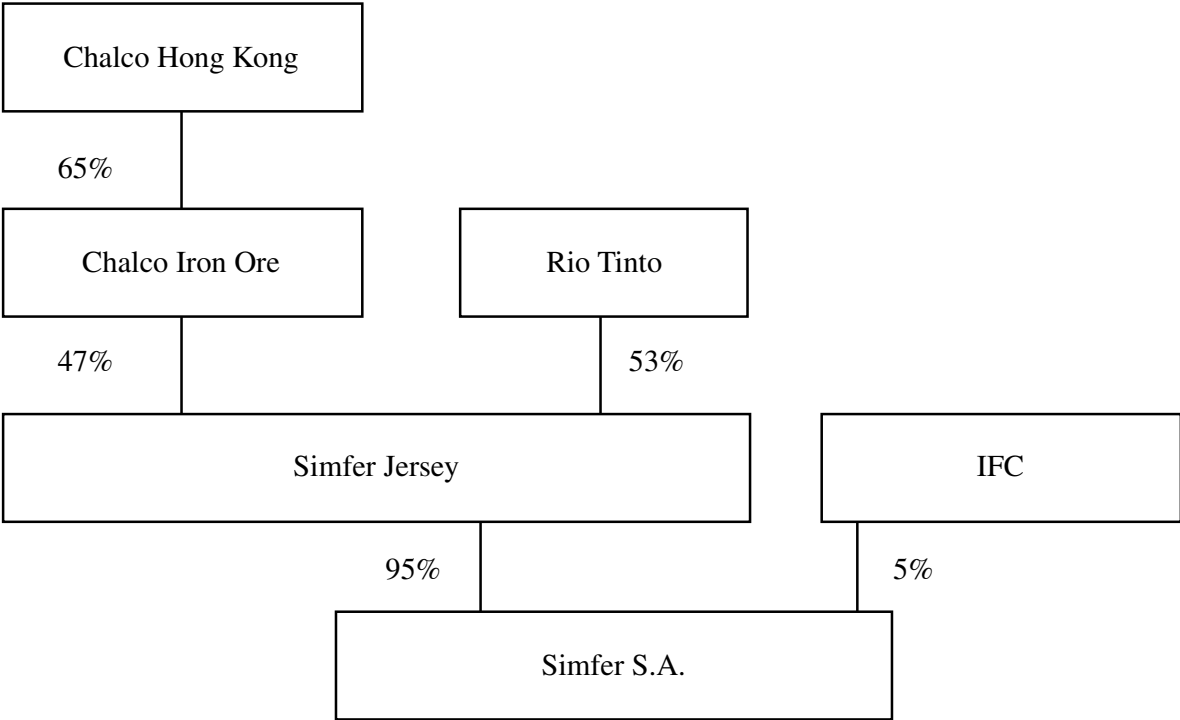 Chalco Hong Kong
65%
Chalco Iron Ore
Rio Tinto
47%
53%
Simfer Jersey
IFC
95%
5%
Simfer S.A.